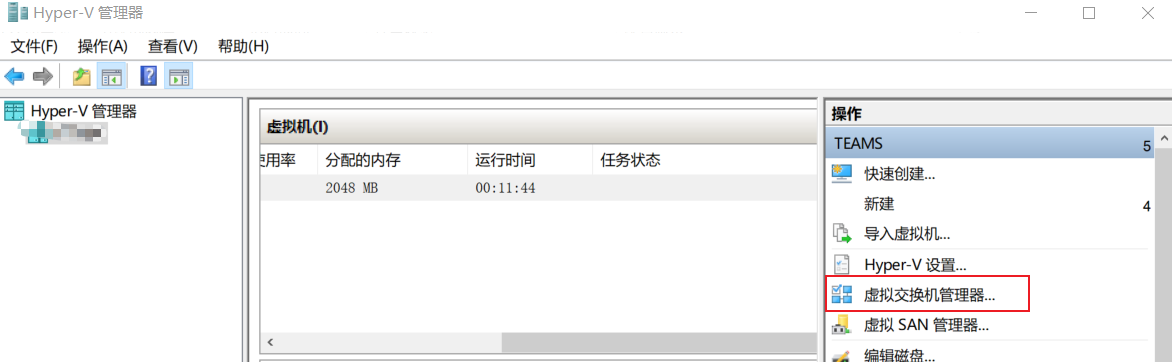 Hyper-V 管理器
文件(F) 操作(A) 查看(V) 帮助(H)
Hyper-V 管理器
虚拟机(I)
使用率 分配的内存 运行时间 任务状态
2048 MB 00:11:44
操作
TEAMS 5
快速创建...
新建 4
导入虚拟机...
Hyper-V 设置...
虚拟交换机管理器...
虚拟 SAN 管理器...
编辑磁盘...